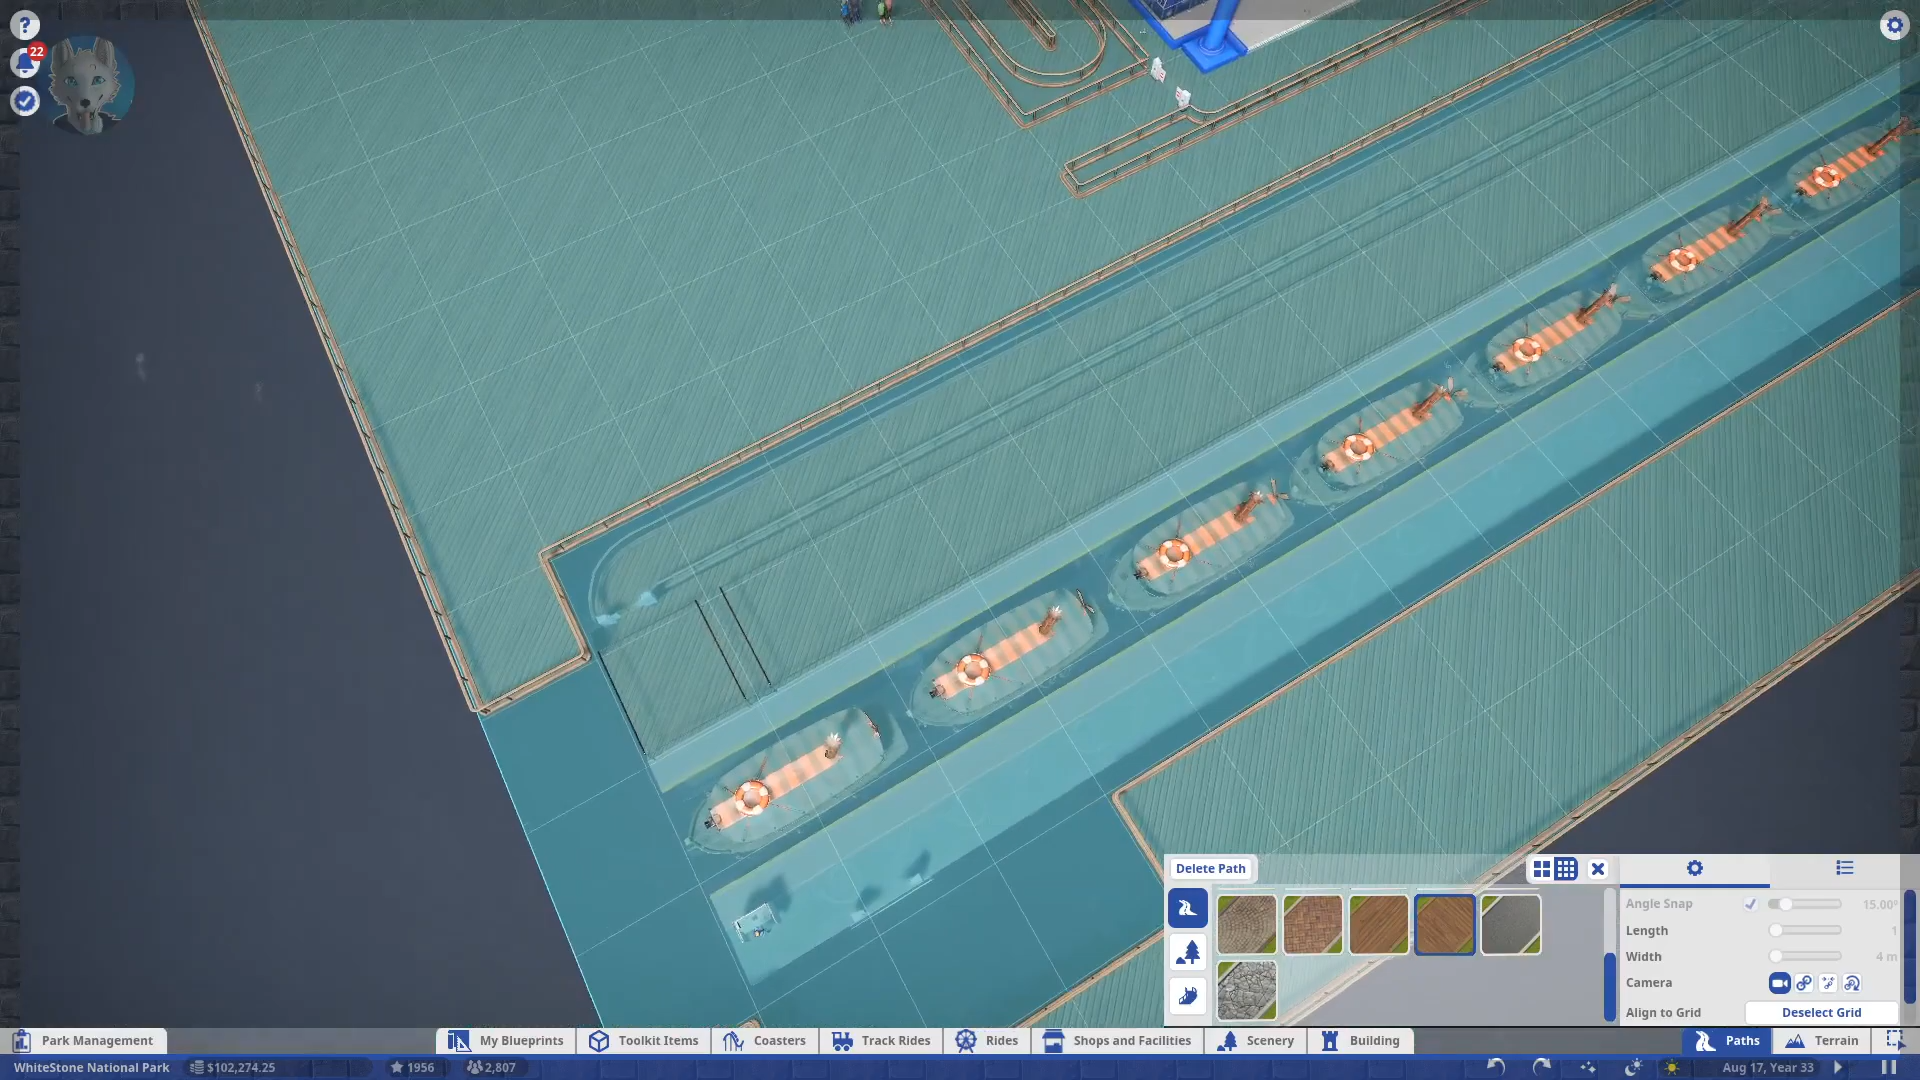 ?
22
Delete Path
Angle Snap 15.00°
Length 1
Width 4 m
Camera
Align to Grid Deselect Grid
Park Management My Blueprints Toolkit Items Coasters Track Rides Rides Shops and Facilities Scenery Building Paths Terrain
WhiteStone National Park $102,274.25 1956 2,807 Aug 17, Year 33